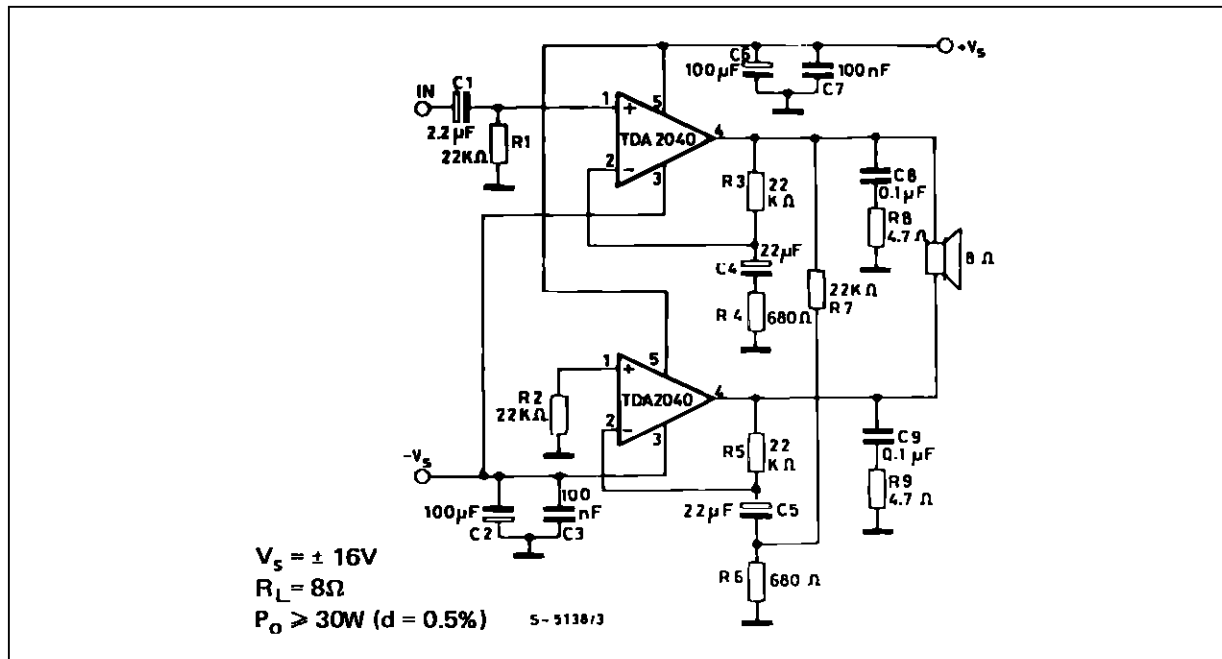 C6
100µF
100nF
C7
+Vs
IN
C1
2.2µF
22KΩ
R1
1
+
5
TDA2040
4
2
−
3
R3
22
KΩ
22µF
C4
R4
680Ω
22KΩ
R7
C8
0.1µF
R8
4.7Ω
8Ω
R2
22KΩ
1
+
5
TDA2040
4
2
−
3
R5
22
KΩ
22µF
C5
R6
680Ω
C9
0.1µF
R9
4.7Ω
−Vs
100µF
C2
100
nF
C3
Vs = ± 16V
RL = 8Ω
Po ⩾ 30W (d = 0.5%)
S-5138/3